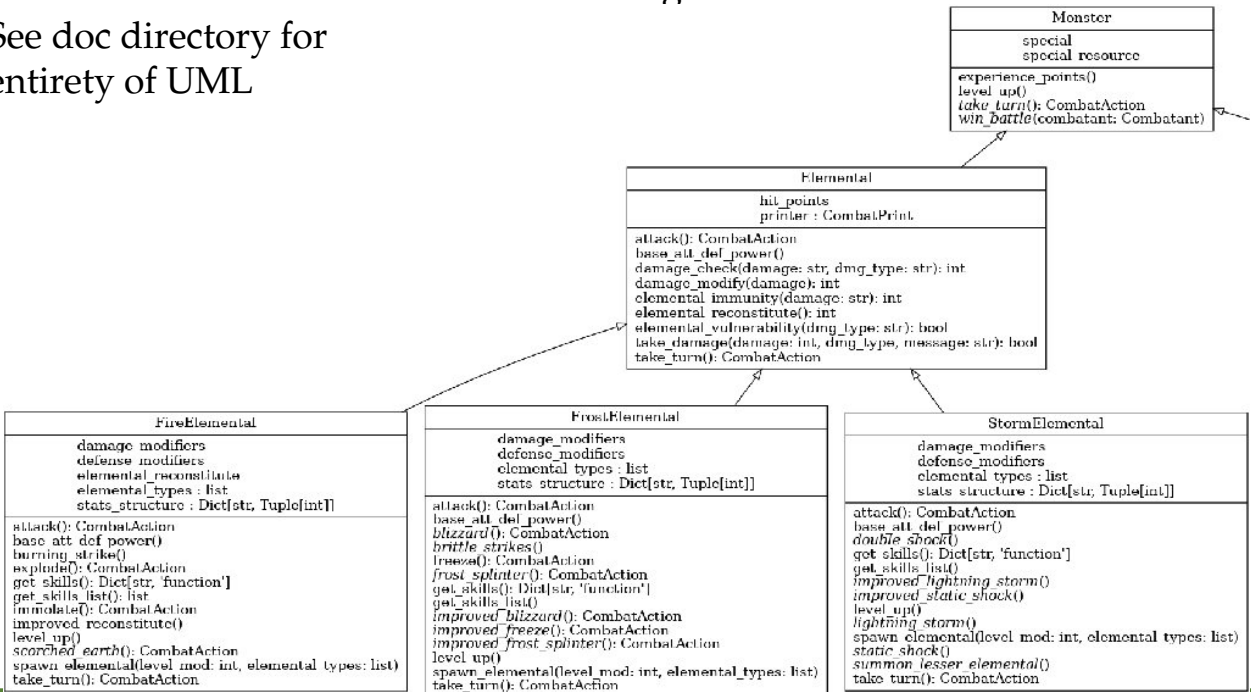 See doc directory for
entirety of UML
Monster
special
special_resource
experience_points()
level_up()
take_turn(): CombatAction
win_battle(combatant: Combatant)
Elemental
hit_points
printer : CombatPrint
attack(): CombatAction
base_att_def_power()
damage_check(damage: str, dmg_type: str): int
damage_modify(damage): int
elemental_immunity(damage: str): int
elemental_reconstitute(): int
elemental_vulnerability(dmg_type: str): bool
take_damage(damage: int, dmg_type, message: str): bool
take_turn(): CombatAction
FireElemental
damage_modifiers
defense_modifiers
elemental_reconstitute
elemental_types : list
stats_structure : Dict[str, Tuple[int]]
attack(): CombatAction
base_att_def_power()
burning_strike()
explode(): CombatAction
get_skills(): Dict[str, 'function']
get_skills_list(): list
immolate(): CombatAction
improved_reconstitute()
level_up()
scorched_earth(): CombatAction
spawn_elemental(level_mod: int, elemental_types: list)
take_turn(): CombatAction
FrostElemental
damage_modifiers
defense_modifiers
elemental_types : list
stats_structure : Dict[str, Tuple[int]]
attack(): CombatAction
base_att_def_power()
blizzard(): CombatAction
brittle_strikes()
freeze(): CombatAction
frost_splinter(): CombatAction
get_skills(): Dict[str, 'function']
get_skills_list()
improved_blizzard(): CombatAction
improved_freeze(): CombatAction
improved_frost_splinter(): CombatAction
level_up()
spawn_elemental(level_mod: int, elemental_types: list)
take_turn(): CombatAction
StormElemental
damage_modifiers
defense_modifiers
elemental_types : list
stats_structure : Dict[str, Tuple[int]]
attack(): CombatAction
base_att_def_power()
double_shock()
get_skills(): Dict[str, 'function']
get_skills_list()
improved_lightning_storm()
improved_static_shock()
level_up()
lightning_storm()
spawn_elemental(level_mod: int, elemental_types: list)
static_shock()
summon_lesser_elemental()
take_turn(): CombatAction